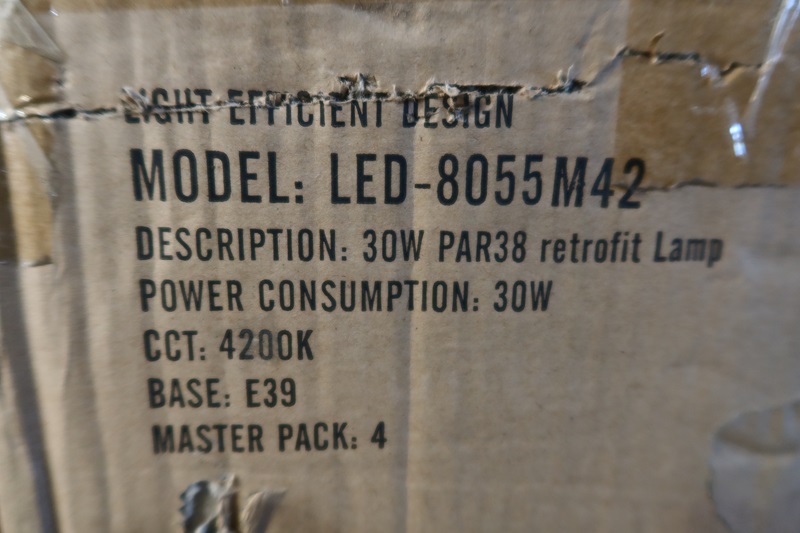 LIGHT EFFICIENT DESIGN
MODEL: LED-8055M42
DESCRIPTION: 30W PAR38 retrofit Lamp
POWER CONSUMPTION: 30W
CCT: 4200K
BASE: E39
MASTER PACK: 4